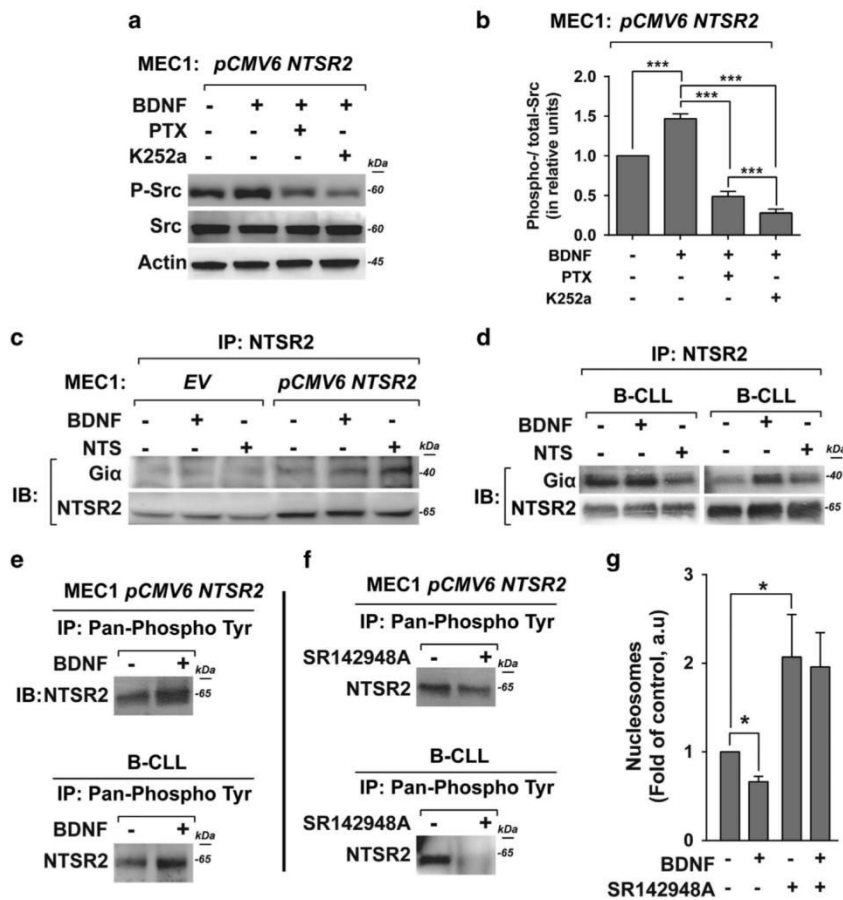 a
MEC1: pCMV6 NTSR2
BDNF - + + +
PTX - - + -
K252a - - - +
kDa
P-Src -60
Src -60
Actin -45
b
MEC1: pCMV6 NTSR2
Phospho-/ total-Src
(in relative units)
2.0
1.5
1.0
0.5
0.0
*** *** *** ***
BDNF - + + +
PTX - - + -
K252a - - - +
c
IP: NTSR2
MEC1: EV pCMV6 NTSR2
BDNF - + - - + -
NTS - - + - - +
kDa
IB:
Giα -40
NTSR2 -65
d
IP: NTSR2
B-CLL B-CLL
BDNF - + - - + -
NTS - - + - - +
kDa
IB:
Giα -40
NTSR2 -65
e
MEC1 pCMV6 NTSR2
IP: Pan-Phospho Tyr
BDNF - +
kDa
IB:NTSR2 -65
B-CLL
IP: Pan-Phospho Tyr
BDNF - +
kDa
NTSR2 -65
f
MEC1 pCMV6 NTSR2
IP: Pan-Phospho Tyr
SR142948A - +
kDa
NTSR2 -65
B-CLL
IP: Pan-Phospho Tyr
SR142948A - +
kDa
NTSR2 -65
g
Nucleosomes
(Fold of control, a.u)
3
2
1
0
* *
BDNF - + - +
SR142948A - - + +